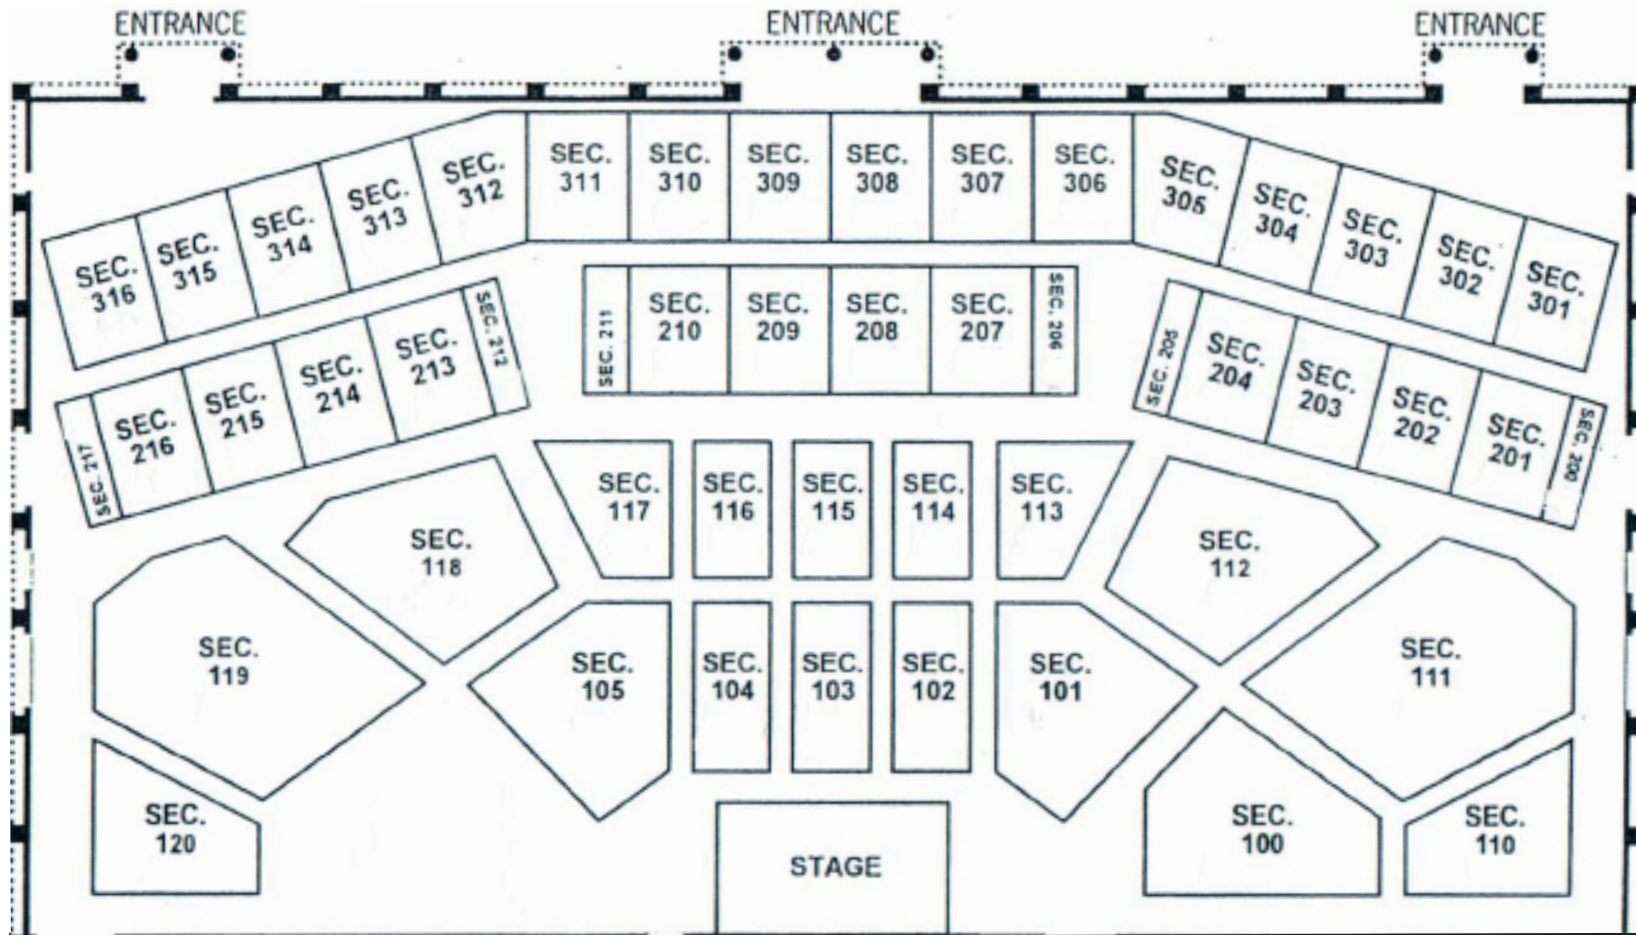 ENTRANCE
ENTRANCE
ENTRANCE
SEC.
316
SEC.
315
SEC.
314
SEC.
313
SEC.
312
SEC.
311
SEC.
310
SEC.
309
SEC.
308
SEC.
307
SEC.
306
SEC.
305
SEC.
304
SEC.
303
SEC.
302
SEC.
301
SEC. 217
SEC.
216
SEC.
215
SEC.
214
SEC.
213
SEC. 212
SEC. 211
SEC.
210
SEC.
209
SEC.
208
SEC.
207
SEC. 206
SEC. 205
SEC.
204
SEC.
203
SEC.
202
SEC.
201
SEC. 200
SEC.
119
SEC.
118
SEC.
117
SEC.
116
SEC.
115
SEC.
114
SEC.
113
SEC.
112
SEC.
111
SEC.
105
SEC.
104
SEC.
103
SEC.
102
SEC.
101
SEC.
120
STAGE
SEC.
100
SEC.
110